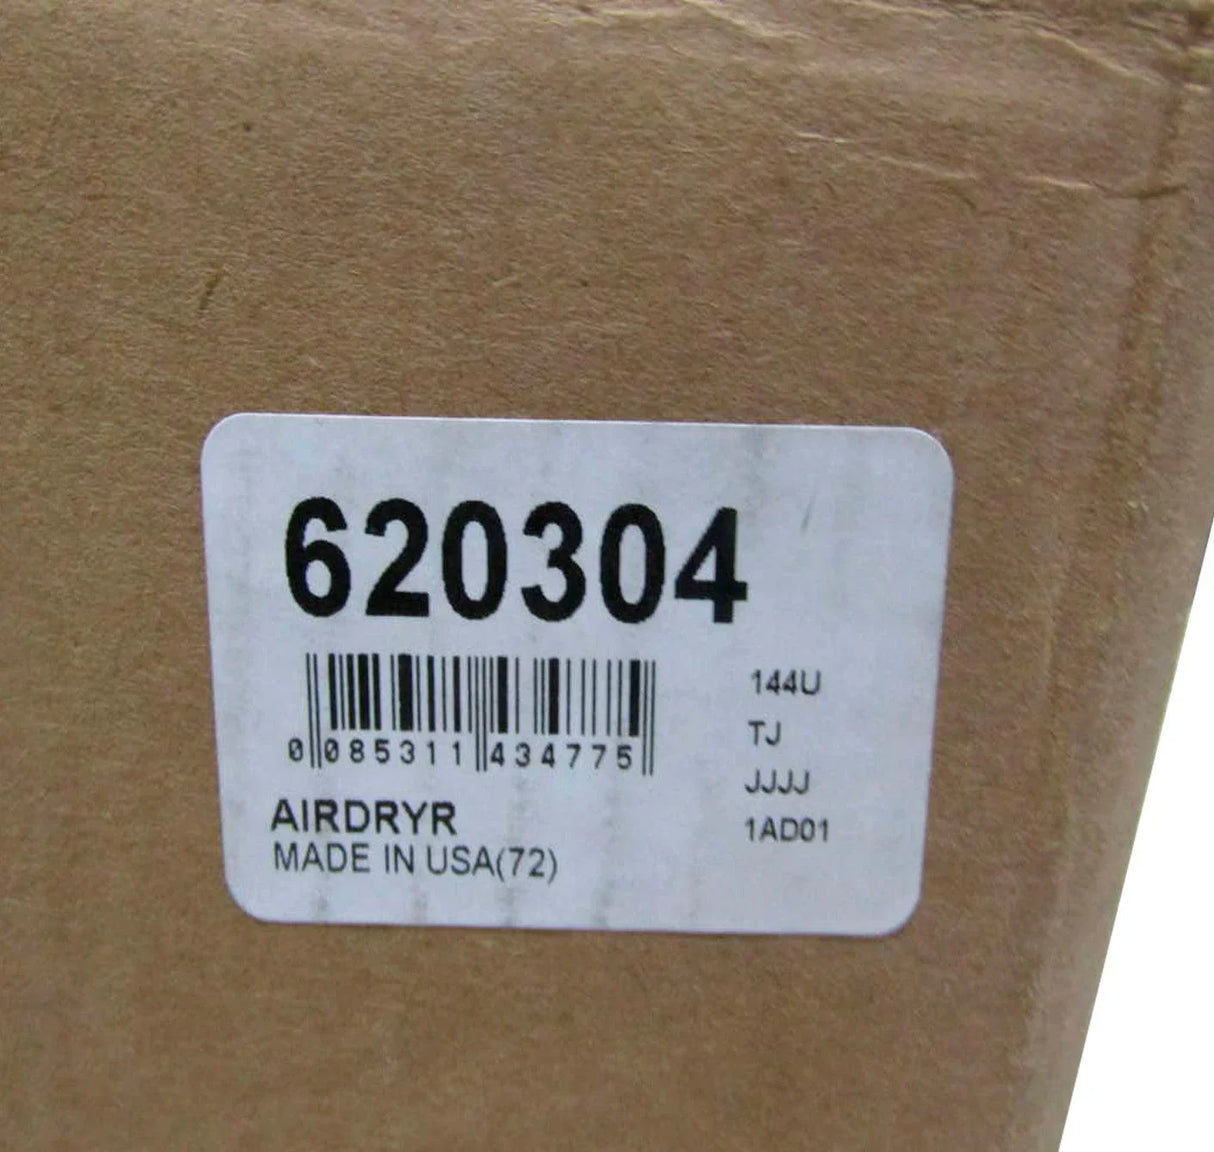 620304
0 085311 434775
AIRDRYR
MADE IN USA(72)
144U
TJ
JJJJ
1AD01